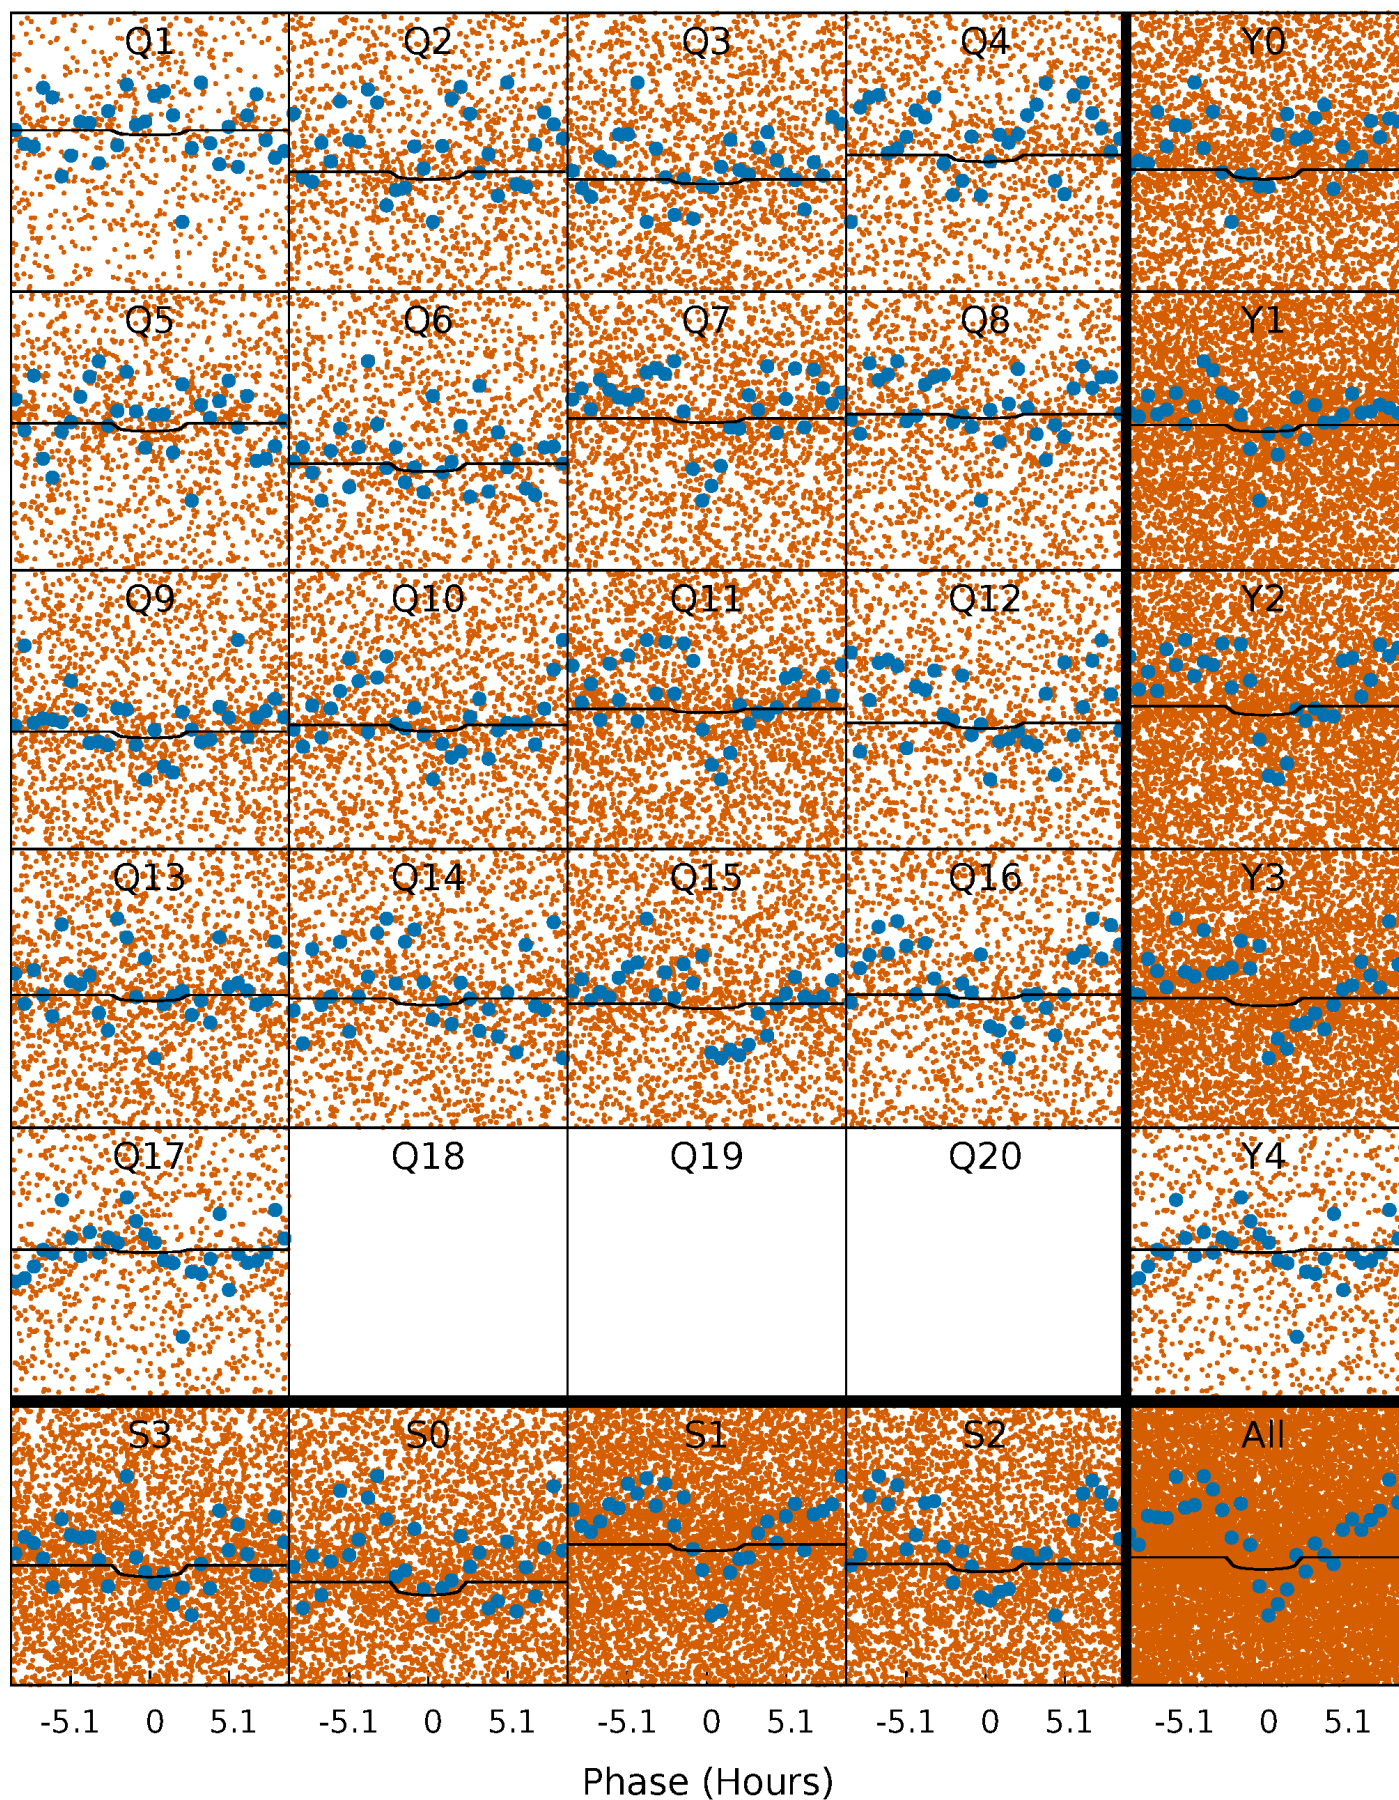 Q1 Q2 Q3 Q4 Y0
Q5 Q6 Q7 Q8 Y1
Q9 Q10 Q11 Q12 Y2
Q13 Q14 Q15 Q16 Y3
Q17 Q18 Q19 Q20 Y4
S3 S0 S1 S2 All
-5.1 0 5.1 -5.1 0 5.1 -5.1 0 5.1 -5.1 0 5.1 -5.1 0 5.1
Phase (Hours)